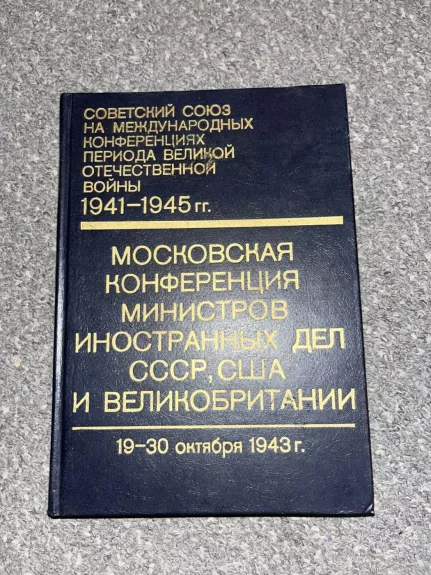 СОВЕТСКИЙ СОЮЗ
НА МЕЖДУНАРОДНЫХ
КОНФЕРЕНЦИЯХ
ПЕРИОДА ВЕЛИКОЙ
ОТЕЧЕСТВЕННОЙ
ВОЙНЫ
1941–1945 гг.
МОСКОВСКАЯ
КОНФЕРЕНЦИЯ
МИНИСТРОВ
ИНОСТРАННЫХ ДЕЛ
СССР, США
И ВЕЛИКОБРИТАНИИ
19–30 октября 1943 г.